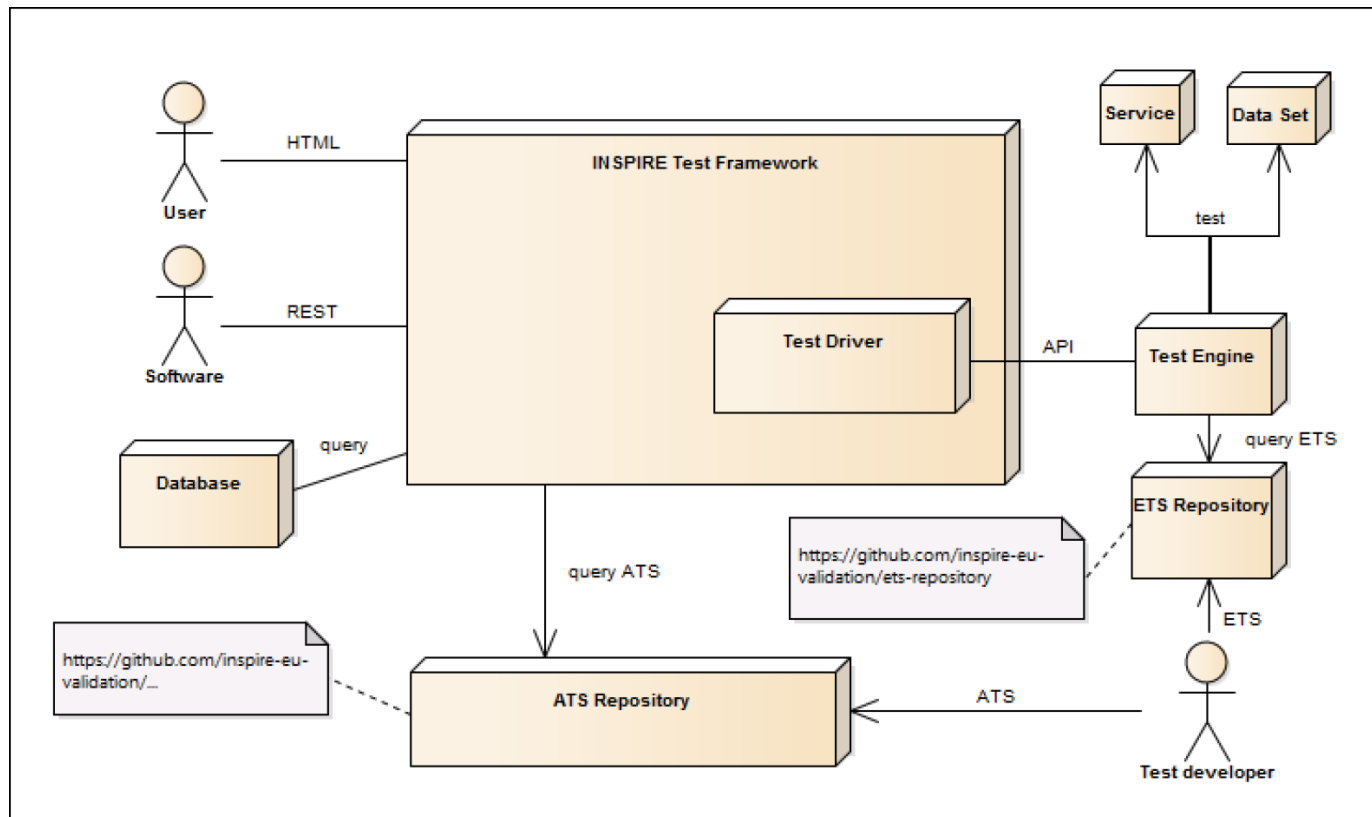 Service
Data Set
HTML
INSPIRE Test Framework
User
test
REST
Test Driver
API
Test Engine
Software
query
query ETS
Database
ETS Repository
https://github.com/inspire-eu-
validation/ets-repository
query ATS
ETS
https://github.com/inspire-eu-
validation/...
ATS Repository
ATS
Test developer